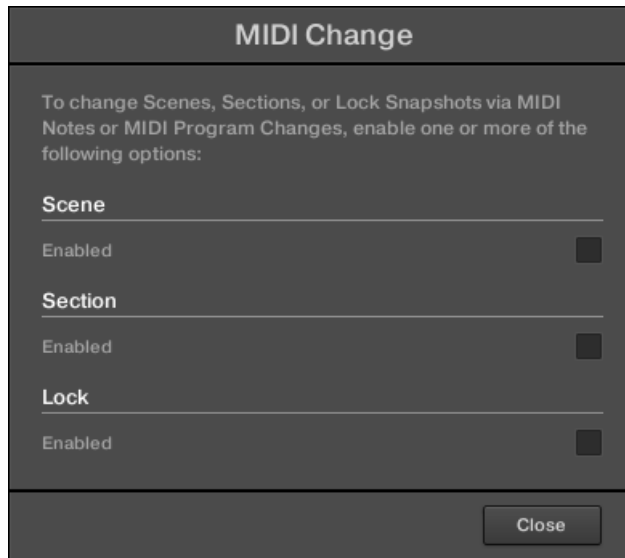 MIDI Change
To change Scenes, Sections, or Lock Snapshots via MIDI
Notes or MIDI Program Changes, enable one or more of the
following options:
Scene
Enabled
Section
Enabled
Lock
Enabled
Close